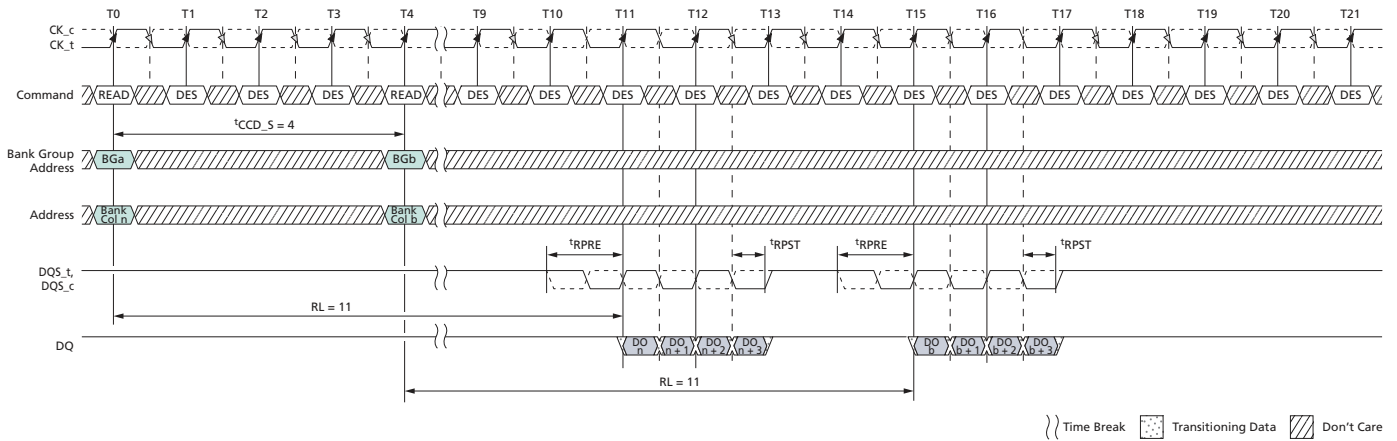 T0 T1 T2 T3 T4 T9 T10 T11 T12 T13 T14 T15 T16 T17 T18 T19 T20 T21
CK_c
CK_t
Command READ DES DES DES READ DES DES DES DES DES DES DES DES DES DES DES DES DES
tCCD_S = 4
Bank Group
Address
BGa BGb
Address
Bank
Col n
Bank
Col b
tRPRE tRPST tRPRE tRPST
DQS_t,
DQS_c
RL = 11
DQ
DO
n
DO
n + 1
DO
n + 2
DO
n + 3
DO
b
DO
b + 1
DO
b + 2
DO
b + 3
RL = 11
Time Break Transitioning Data Don't Care